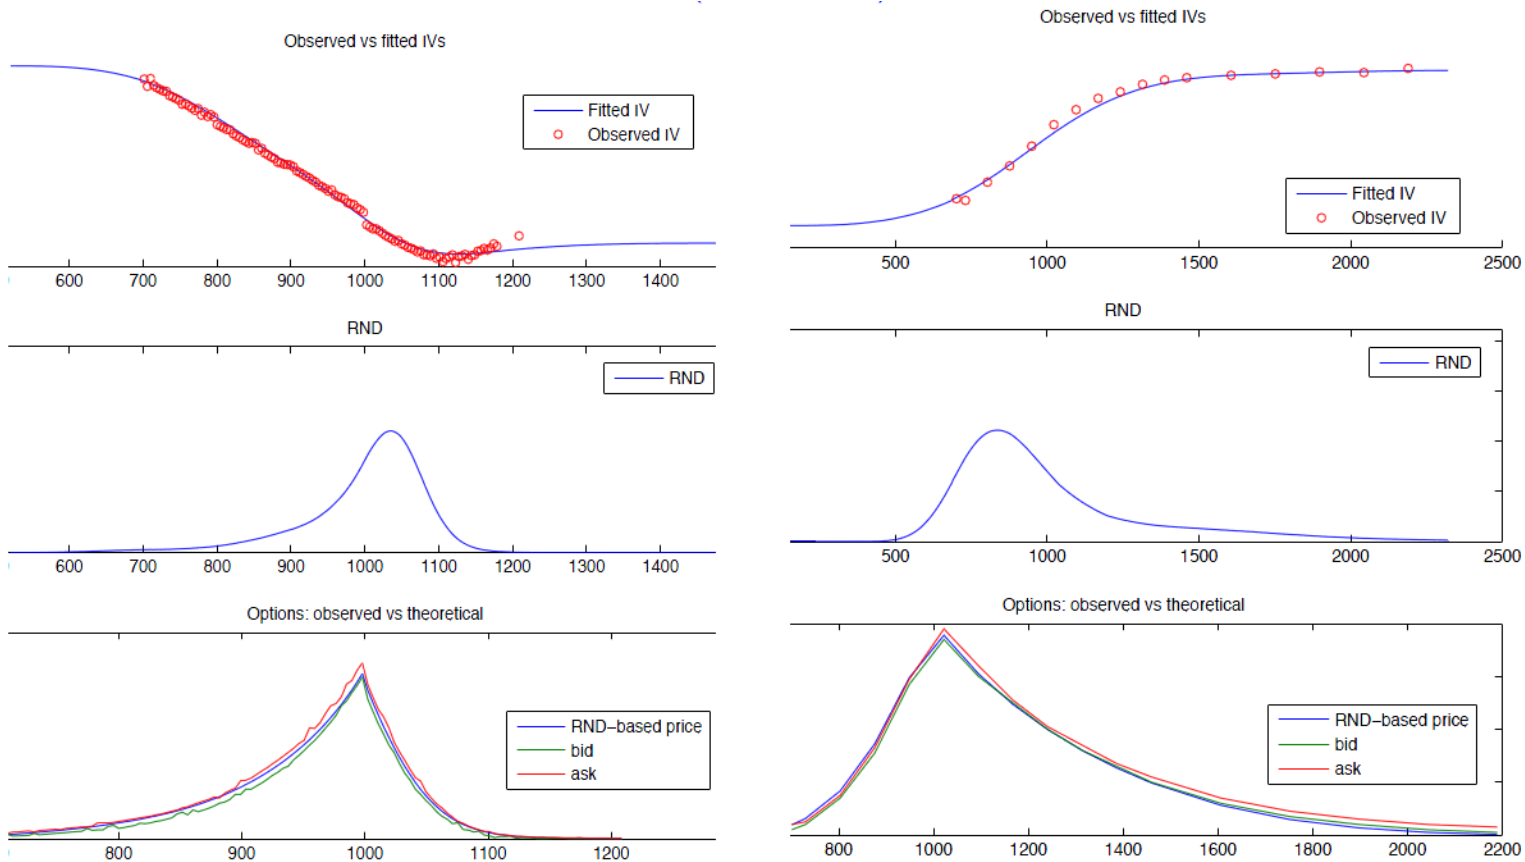 Observed vs fitted IVs
Fitted IV
Observed IV
600 700 800 900 1000 1100 1200 1300 1400
RND
RND
600 700 800 900 1000 1100 1200 1300 1400
Options: observed vs theoretical
RND-based price
bid
ask
800 900 1000 1100 1200
Observed vs fitted IVs
Fitted IV
Observed IV
500 1000 1500 2000 2500
RND
RND
500 1000 1500 2000 2500
Options: observed vs theoretical
RND-based price
bid
ask
800 1000 1200 1400 1600 1800 2000 2200